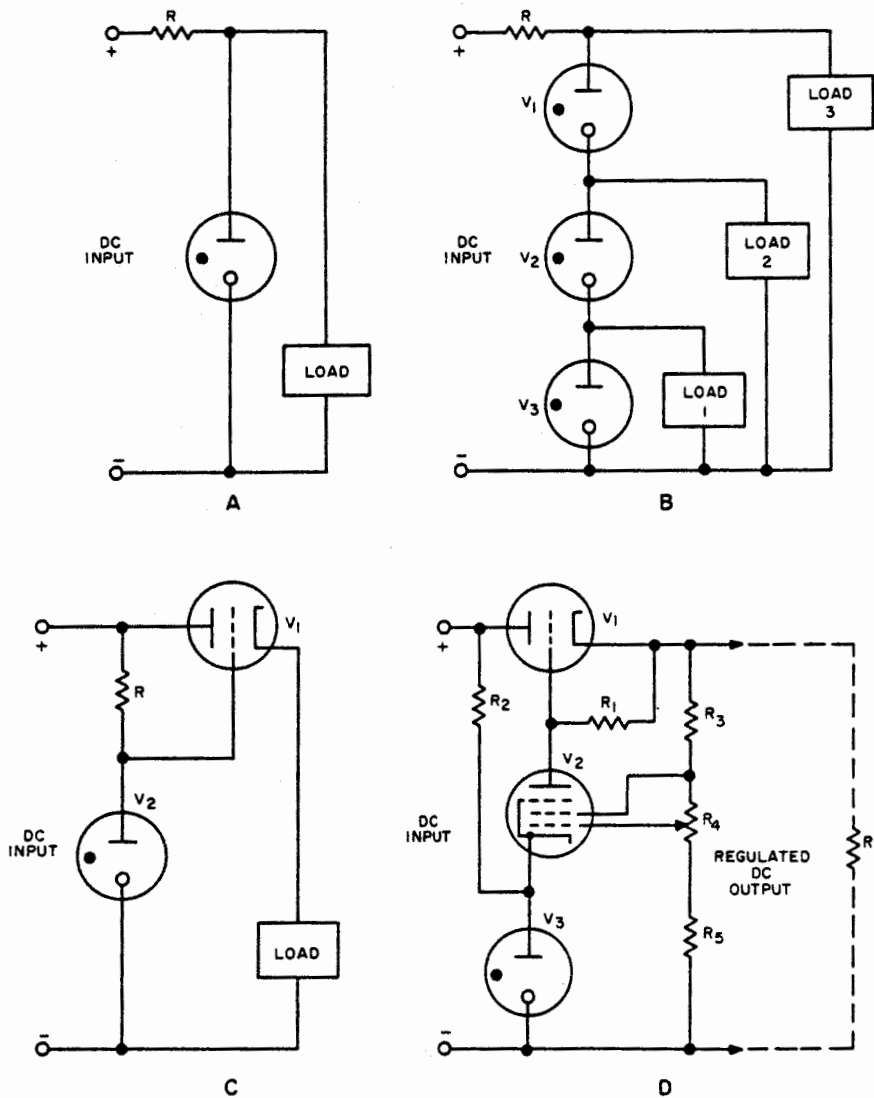 R
+
DC
INPUT
LOAD
-
A
R
+
V1
DC
INPUT
V2
V3
LOAD
3
LOAD
2
LOAD
1
-
B
V1
+
R
V2
DC
INPUT
LOAD
-
C
V1
+
R2
R1
R3
V2
DC
INPUT
R4
REGULATED
DC
OUTPUT
R
V3
R5
-
D